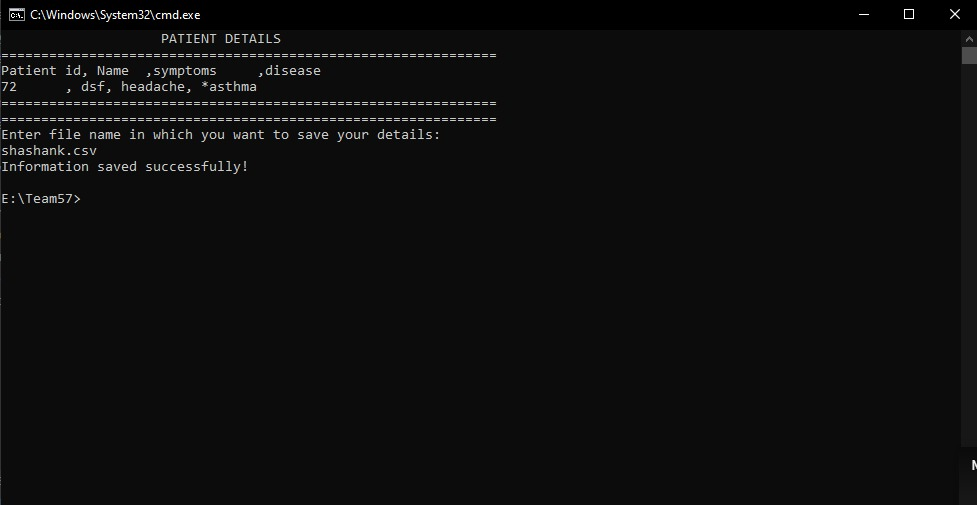 C:\Windows\System32\cmd.exe
PATIENT DETAILS
==============================================================
Patient id, Name  ,symptoms     ,disease
72      , dsf, headache, *asthma
==============================================================
==============================================================
Enter file name in which you want to save your details:
shashank.csv
Information saved successfully!
E:\Team57>